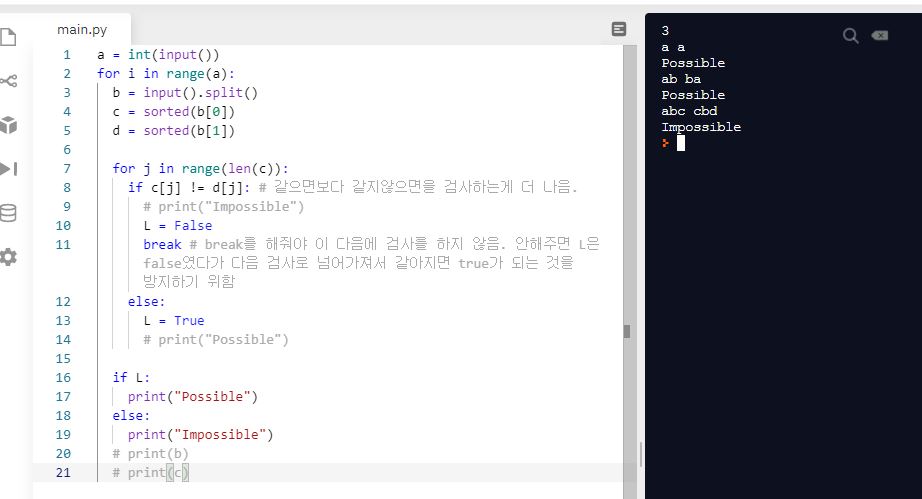 main.py
1 a = int(input())
2 for i in range(a):
3 b = input().split()
4 c = sorted(b[0])
5 d = sorted(b[1])
6
7 for j in range(len(c)):
8 if c[j] != d[j]: # 같으면보다 같지않으면을 검사하는게 더 나음.
9 # print("Impossible")
10 L = False
11 break # break를 해줘야 이 다음에 검사를 하지 않음. 안해주면 L은
false였다가 다음 검사로 넘어가져서 같아지면 true가 되는 것을
방지하기 위함
12 else:
13 L = True
14 # print("Possible")
15
16 if L:
17 print("Possible")
18 else:
19 print("Impossible")
20 # print(b)
21 # print(c)
3
a a
Possible
ab ba
Possible
abc cbd
Impossible